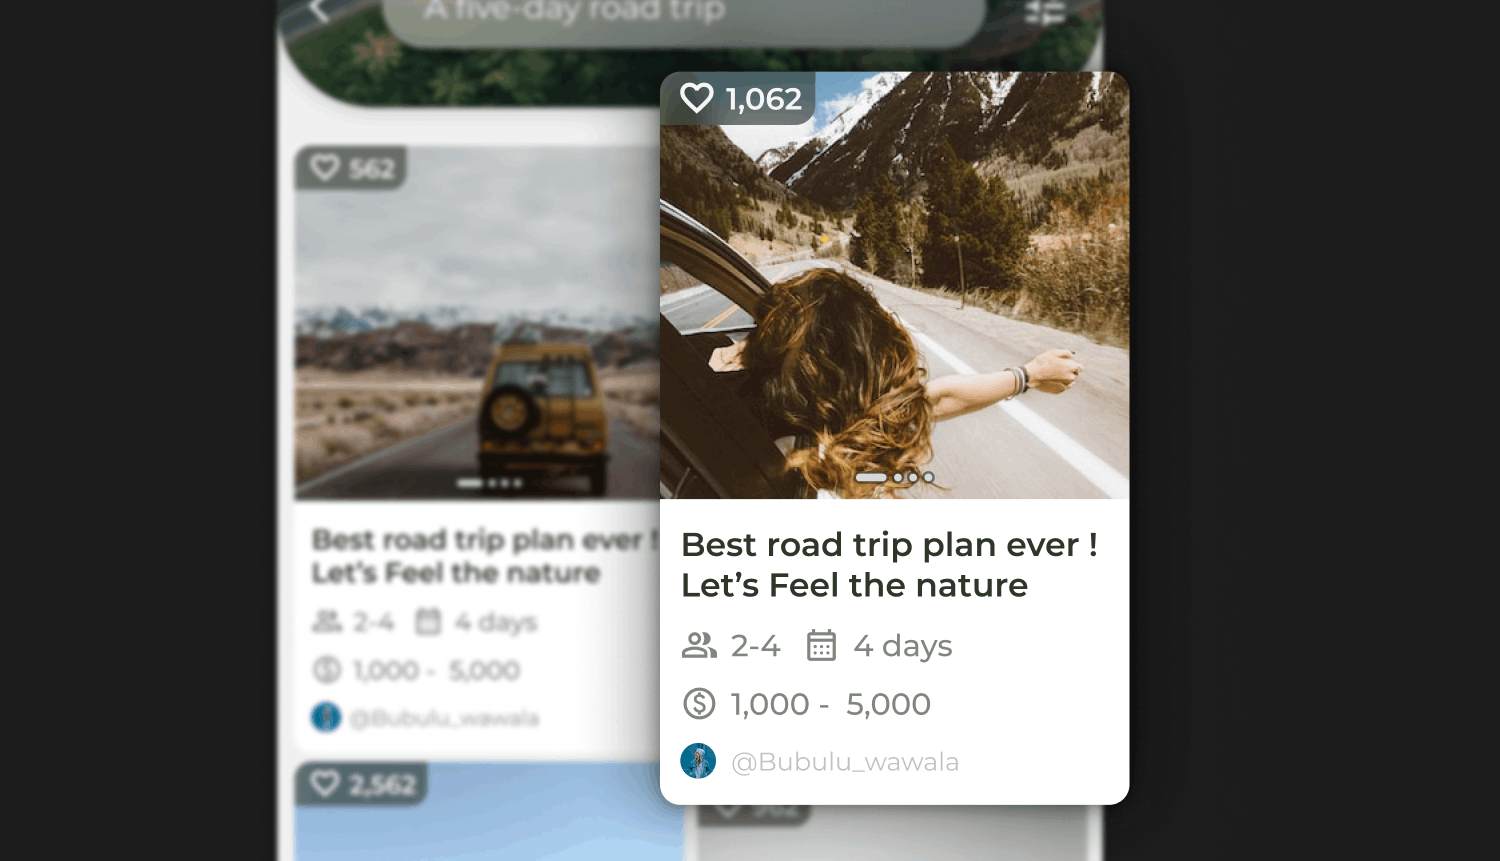 A five-day road trip
562
1,062
Best road trip plan ever !
Let's Feel the nature
2-4 4 days
1,000 - 5,000
@Bubulu_wawala
Best road trip plan ever !
Let’s Feel the nature
2-4 4 days
1,000 - 5,000
@Bubulu_wawala
2,562
962